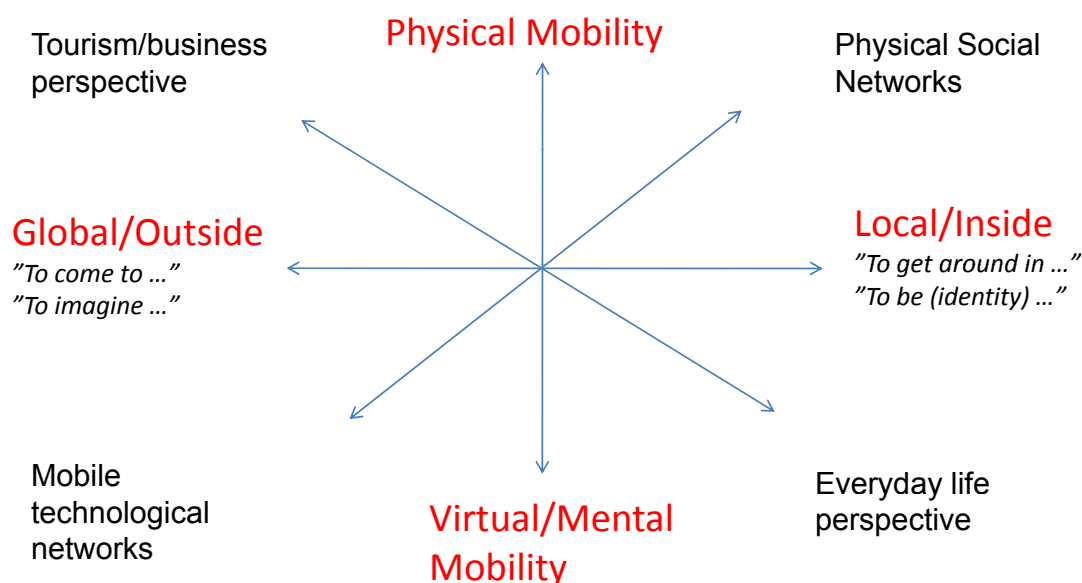 Tourism/business
perspective
Physical Mobility
Physical Social
Networks
Global/Outside
”To come to …”
”To imagine …”
Local/Inside
”To get around in …”
”To be (identity) …”
Mobile
technological
networks
Virtual/Mental
Mobility
Everyday life
perspective